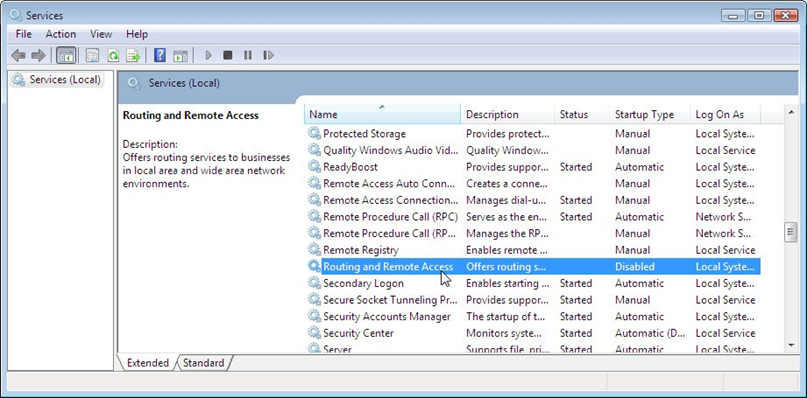 Services
File Action View Help
Services (Local)
Services (Local)
Routing and Remote Access
Description:
Offers routing services to businesses
in local area and wide area network
environments.
Name Description Status Startup Type Log On As
Protected Storage Provides protect... Manual Local Syste...
Quality Windows Audio Vid... Quality Window... Manual Local Service
ReadyBoost Provides suppor... Started Automatic Local Syste...
Remote Access Auto Conn... Creates a conne... Manual Local Syste...
Remote Access Connection... Manages dial-u... Started Manual Local Syste...
Remote Procedure Call (RPC) Serves as the en... Started Automatic Network S...
Remote Procedure Call (RP... Manages the RP... Manual Network S...
Remote Registry Enables remote ... Manual Local Service
Routing and Remote Access Offers routing s... Disabled Local Syste...
Secondary Logon Enables starting ... Started Automatic Local Syste...
Secure Socket Tunneling Pr... Provides suppor... Started Manual Local Service
Security Accounts Manager The startup of t... Started Automatic Local Syste...
Security Center Monitors syste... Started Automatic (D... Local Service
Server Supports file, pri... Started Automatic Local Syste...
Extended Standard